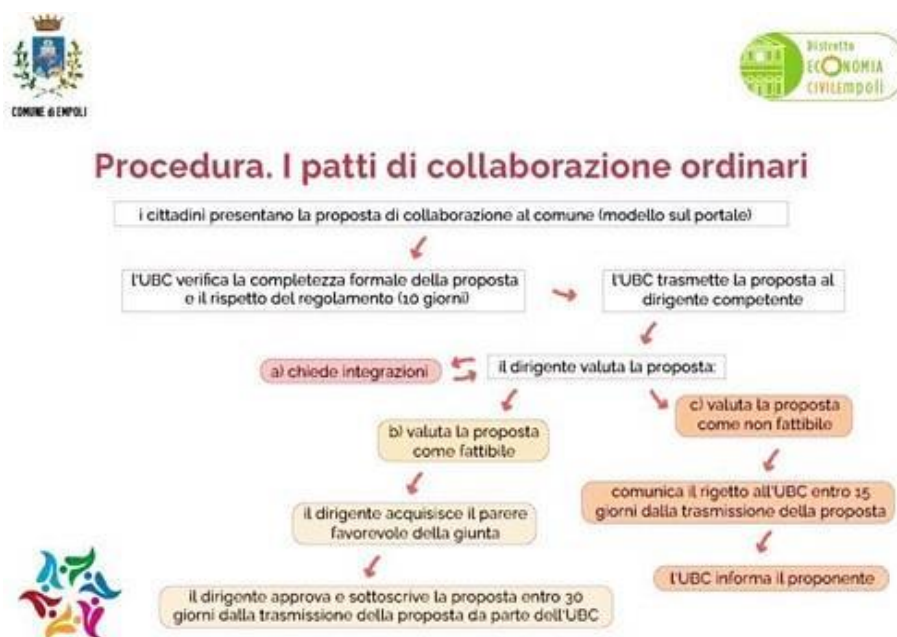 COMUNE di EMPOLI
Distretto
ECONOMIA
CIVILEmpoli
Procedura. I patti di collaborazione ordinari
i cittadini presentano la proposta di collaborazione al comune (modello sul portale)
l'UBC verifica la completezza formale della proposta
e il rispetto del regolamento (10 giorni)
l'UBC trasmette la proposta al
dirigente competente
a) chiede integrazioni
il dirigente valuta la proposta:
b) valuta la proposta
come fattibile
c) valuta la proposta
come non fattibile
il dirigente acquisisce il parere
favorevole della giunta
comunica il rigetto all'UBC entro 15
giorni dalla trasmissione della proposta
il dirigente approva e sottoscrive la proposta entro 30
giorni dalla trasmissione della proposta da parte dell'UBC
l'UBC informa il proponente